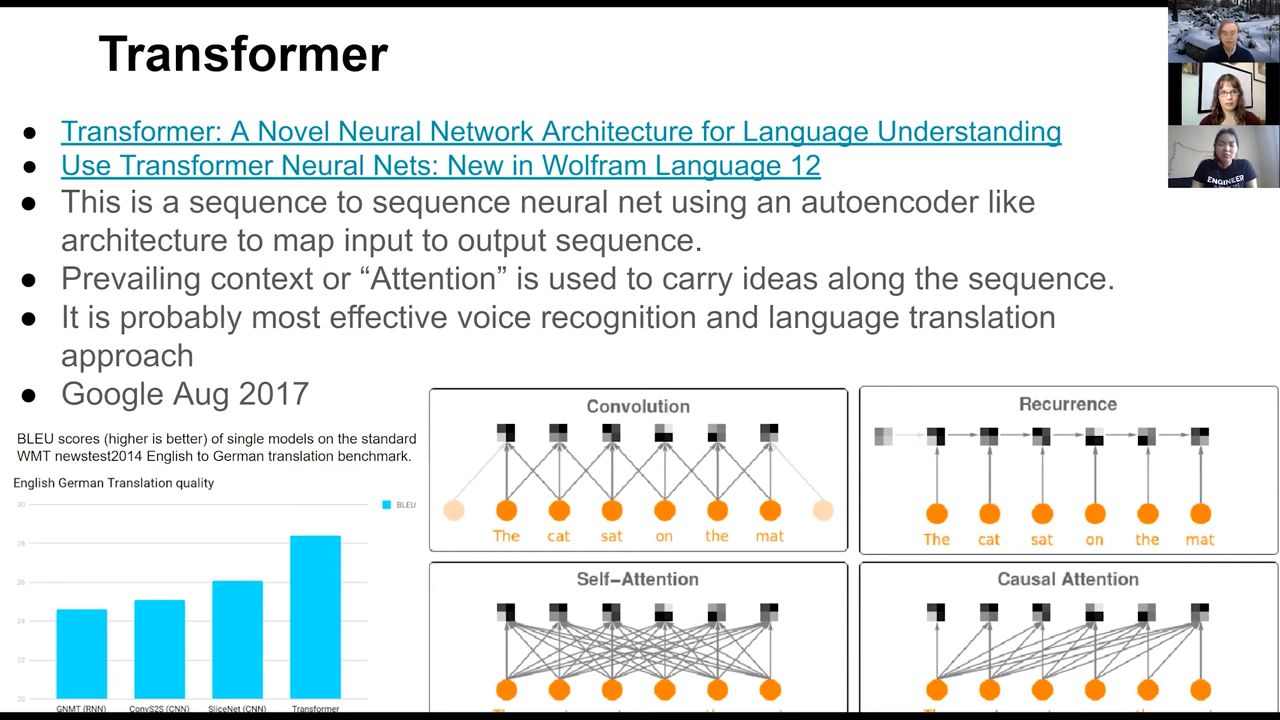 Transformer
● Transformer: A Novel Neural Network Architecture for Language Understanding
● Use Transformer Neural Nets: New in Wolfram Language 12
● This is a sequence to sequence neural net using an autoencoder like
architecture to map input to output sequence.
● Prevailing context or “Attention” is used to carry ideas along the sequence.
● It is probably most effective voice recognition and language translation
approach
● Google Aug 2017
BLEU scores (higher is better) of single models on the standard
WMT newstest2014 English to German translation benchmark.
English German Translation quality
BLEU
30
28
26
24
22
20
GNMT (RNN) ConvS2S (CNN) SliceNet (CNN) Transformer
Convolution
The cat sat on the mat
Recurrence
The cat sat on the mat
Self-Attention
Causal Attention
ENGINEER